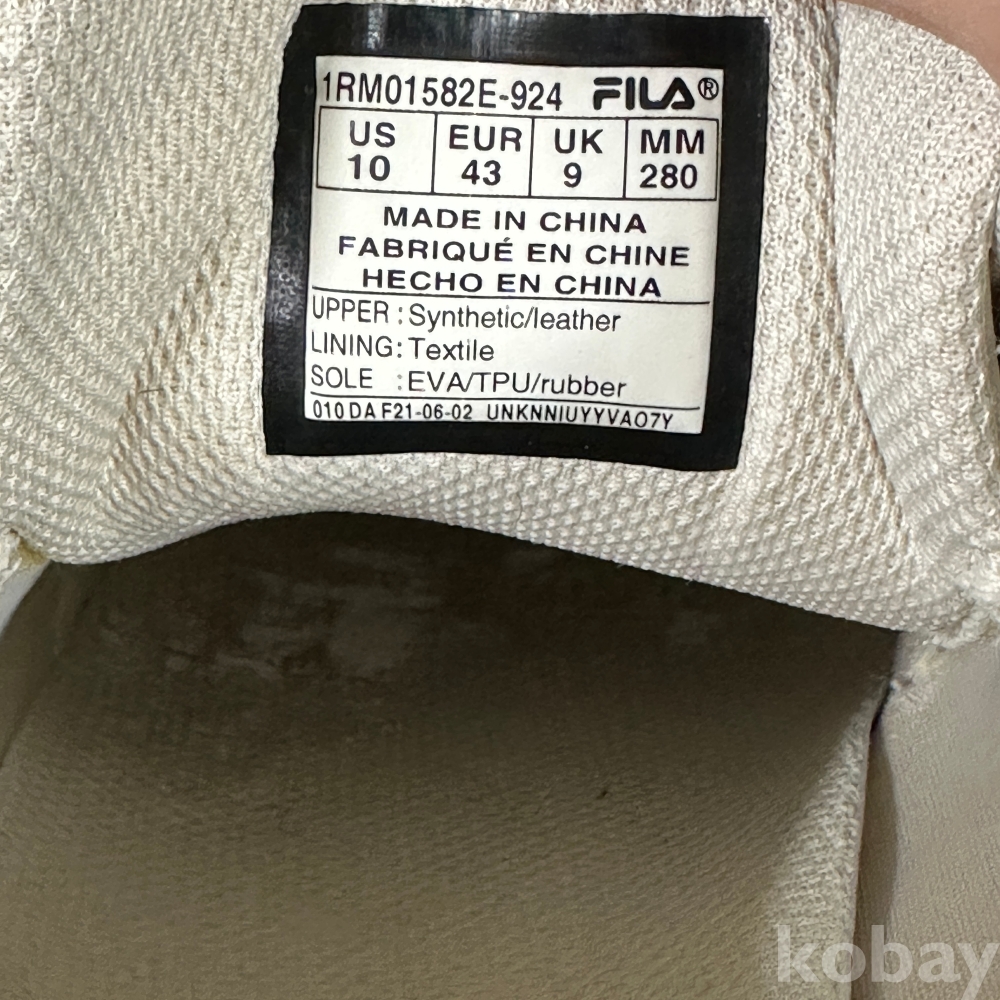 1RM01582E-924 FILA®
US EUR UK MM
10 43 9 280
MADE IN CHINA
FABRIQUÉ EN CHINE
HECHO EN CHINA
UPPER : Synthetic/leather
LINING: Textile
SOLE : EVA/TPU/rubber
010 DA F21-06-02 UNKNNIUYYVAO7Y
kobay